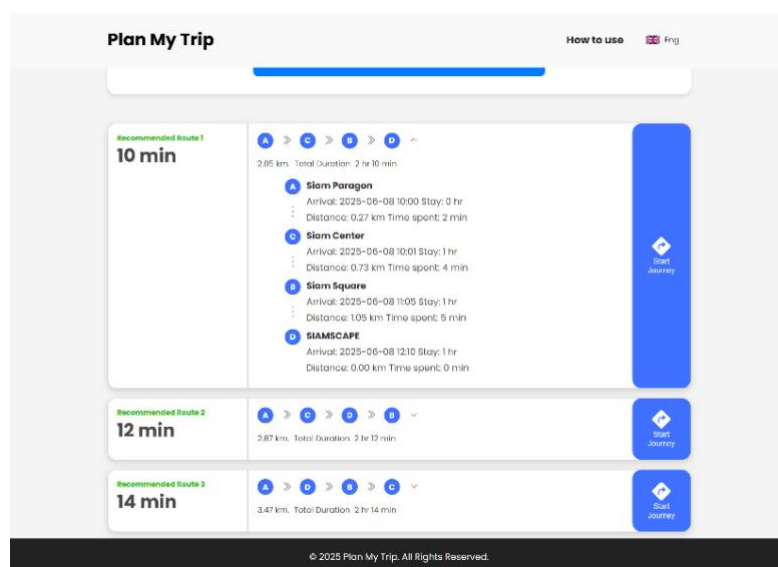 Plan My Trip
How to use
Eng
Recommended Route 1
10 min
A » C » B » D
2.05 km. Total Duration 2 hr 10 min
A Siam Paragon
Arrival: 2025-06-08 10:00 Stay: 0 hr
Distance: 0.27 km Time spent: 2 min
C Siam Center
Arrival: 2025-06-08 10:01 Stay: 1 hr
Distance: 0.73 km Time spent: 4 min
B Siam Square
Arrival: 2025-06-08 11:05 Stay: 1 hr
Distance: 1.05 km Time spent: 5 min
D SIAMSCAPE
Arrival: 2025-06-08 12:10 Stay: 1 hr
Distance: 0.00 km Time spent: 0 min
Start
Journey
Recommended Route 2
12 min
A » C » D » B
2.87 km. Total Duration 2 hr 12 min
Start
Journey
Recommended Route 3
14 min
A » D » B » C
3.47 km. Total Duration 2 hr 14 min
Start
Journey
© 2025 Plan My Trip. All Rights Reserved.